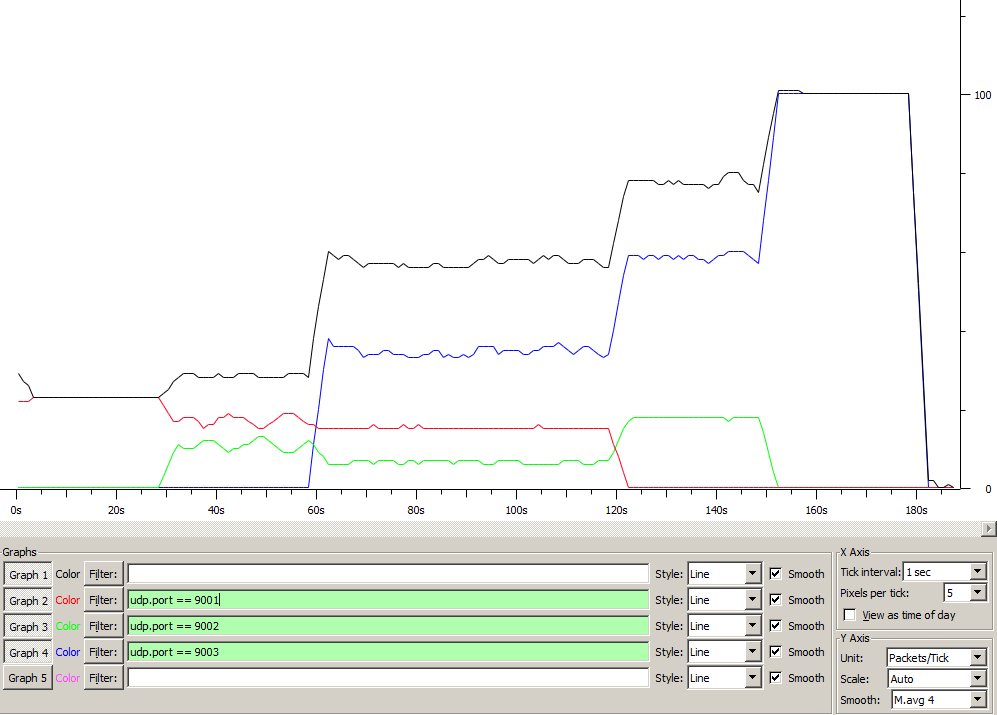 100
0
0s 20s 40s 60s 80s 100s 120s 140s 160s 180s
Graphs
Graph 1 Color Filter: Style: Line Smooth
Graph 2 Color Filter: udp.port == 9001 Style: Line Smooth
Graph 3 Color Filter: udp.port == 9002 Style: Line Smooth
Graph 4 Color Filter: udp.port == 9003 Style: Line Smooth
Graph 5 Color Filter: Style: Line Smooth
X Axis
Tick interval: 1 sec
Pixels per tick: 5
View as time of day
Y Axis
Unit: Packets/Tick
Scale: Auto
Smooth: M.avg 4